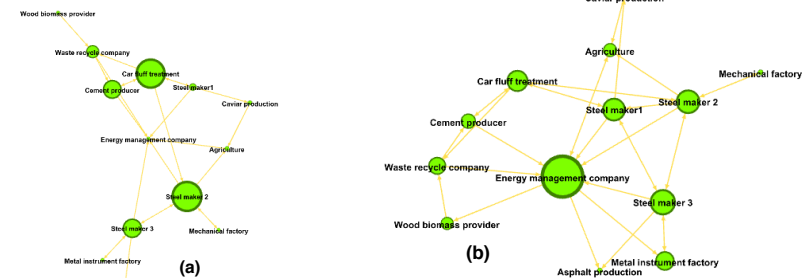 Wood biomass provider
Waste recycle company
Car fluff treatment
Cement producer
Steel maker1
Caviar production
Energy management company
Agriculture
Steel maker 2
Steel maker 3
Mechanical factory
Metal instrument factory
(a)
Caviar production
Agriculture
Mechanical factory
Car fluff treatment
Steel maker 2
Steel maker1
Cement producer
Waste recycle company
Energy management company
Steel maker 3
Wood biomass provider
(b)
Metal instrument factory
Asphalt production